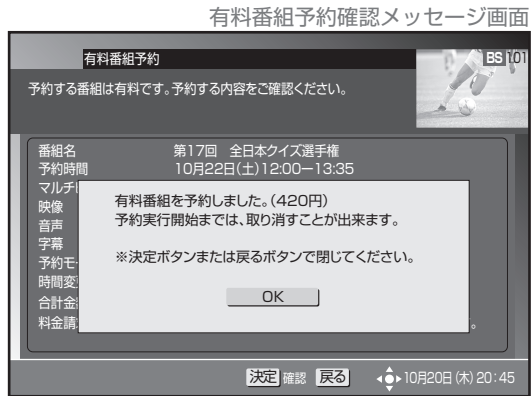 有料番組予約確認メッセージ画面
有料番組予約
BS 101
予約する番組は有料です。予約する内容をご確認ください。
番組名 第17回 全日本クイズ選手権
予約時間 10月22日(土)12:00ー13:35
マルチ
映像
音声
字幕
予約モ
時間変
合計金
料金請 。
有料番組を予約しました。(420円)
予約実行開始までは、取り消すことが出来ます。
※決定ボタンまたは戻るボタンで閉じてください。
OK
決定 確認 戻る 10月20日(木)20:45